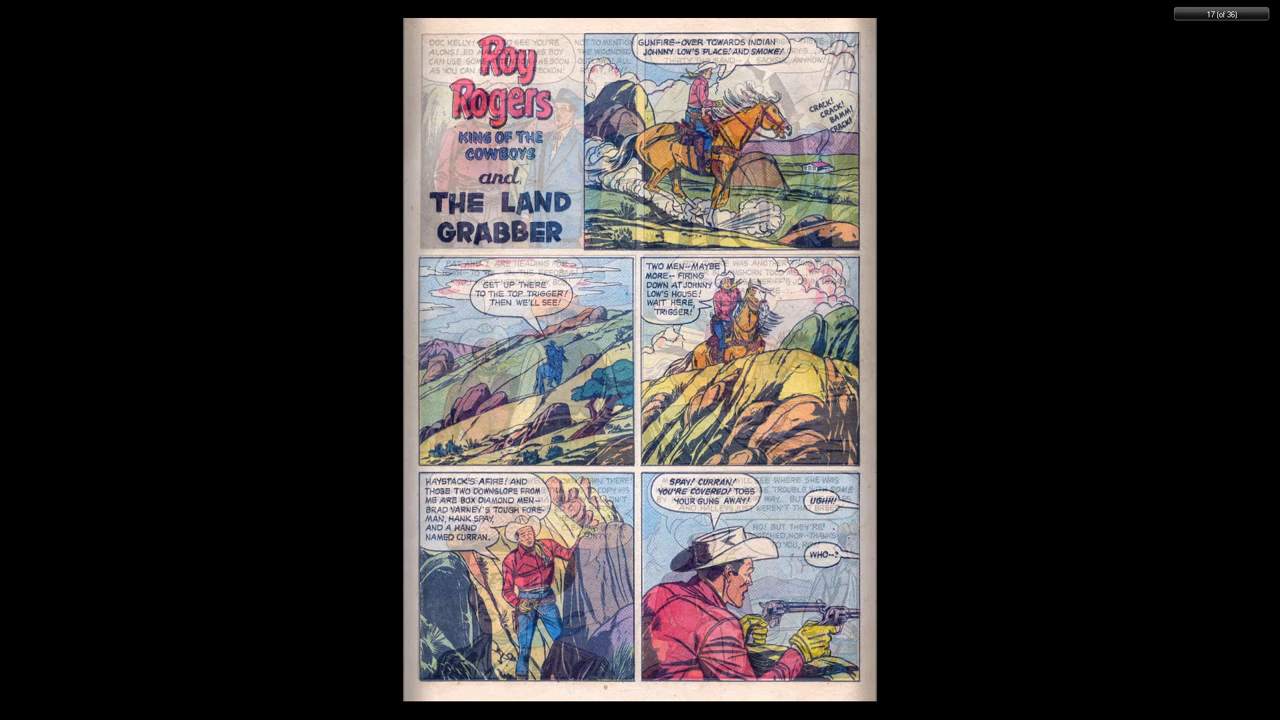 17 (of 36)
Roy
Rogers
KING OF THE
COWBOYS
and
THE LAND
GRABBER
GUNFIRE--OVER TOWARDS INDIAN
JOHNNY LOW'S PLACE! AND SMOKE!
CRACK!
CRACK!
BAMM!
CRACK!
GET UP THERE
TO THE TOP, TRIGGER!
THEN WE'LL SEE!
TWO MEN--MAYBE
MORE-- FIRING
DOWN AT JOHNNY
LOW'S HOUSE!
WAIT HERE,
TRIGGER!
HAYSTACK'S AFIRE! AND
THOSE TWO DOWNSLOPE FROM
ME ARE BOX DIAMOND MEN--
BRAD VARNEY'S TOUGH FORE-
MAN, HANK SPAY,
AND A HAND
NAMED CURRAN.
SPAY! CURRAN!
YOU'RE COVERED! TOSS
YOUR GUNS AWAY!
UGHH!
WHO--?